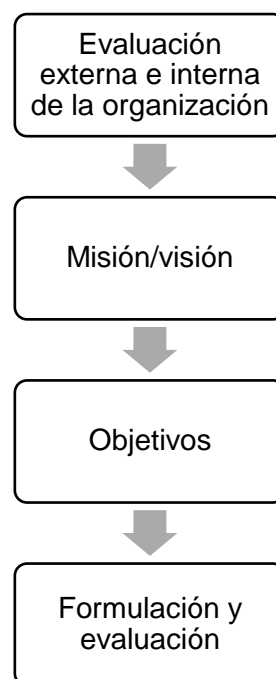 Evaluación
externa e interna
de la organización
Misión/visión
Objetivos
Formulación y
evaluación